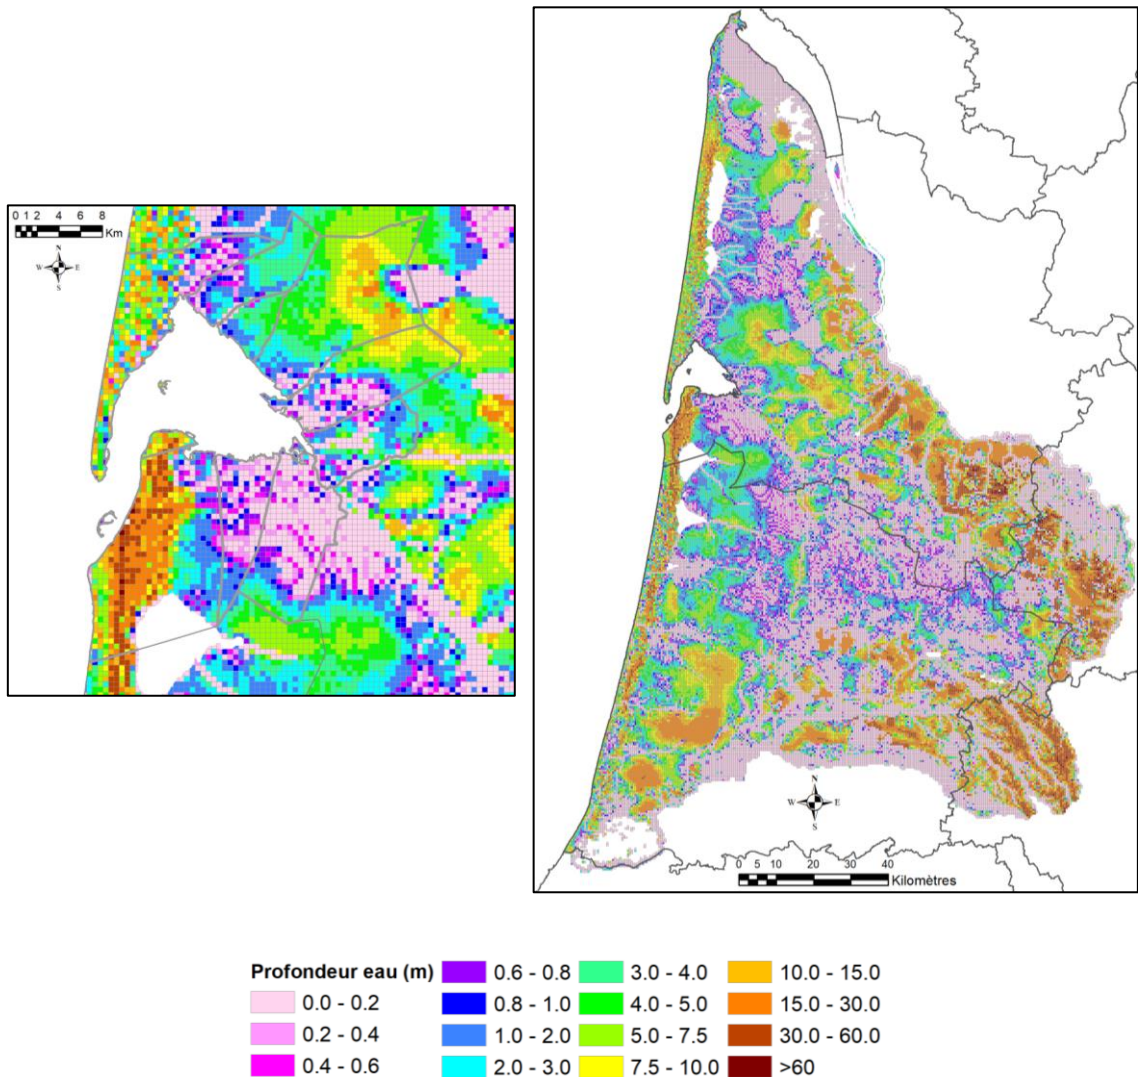 0 1 2 4 6 8
Km
N
W E
S
N
W E
S
0 5 10 20 30 40
Kilomètres
Profondeur eau (m)
0.0 - 0.2
0.2 - 0.4
0.4 - 0.6
0.6 - 0.8
0.8 - 1.0
1.0 - 2.0
2.0 - 3.0
3.0 - 4.0
4.0 - 5.0
5.0 - 7.5
7.5 - 10.0
10.0 - 15.0
15.0 - 30.0
30.0 - 60.0
>60